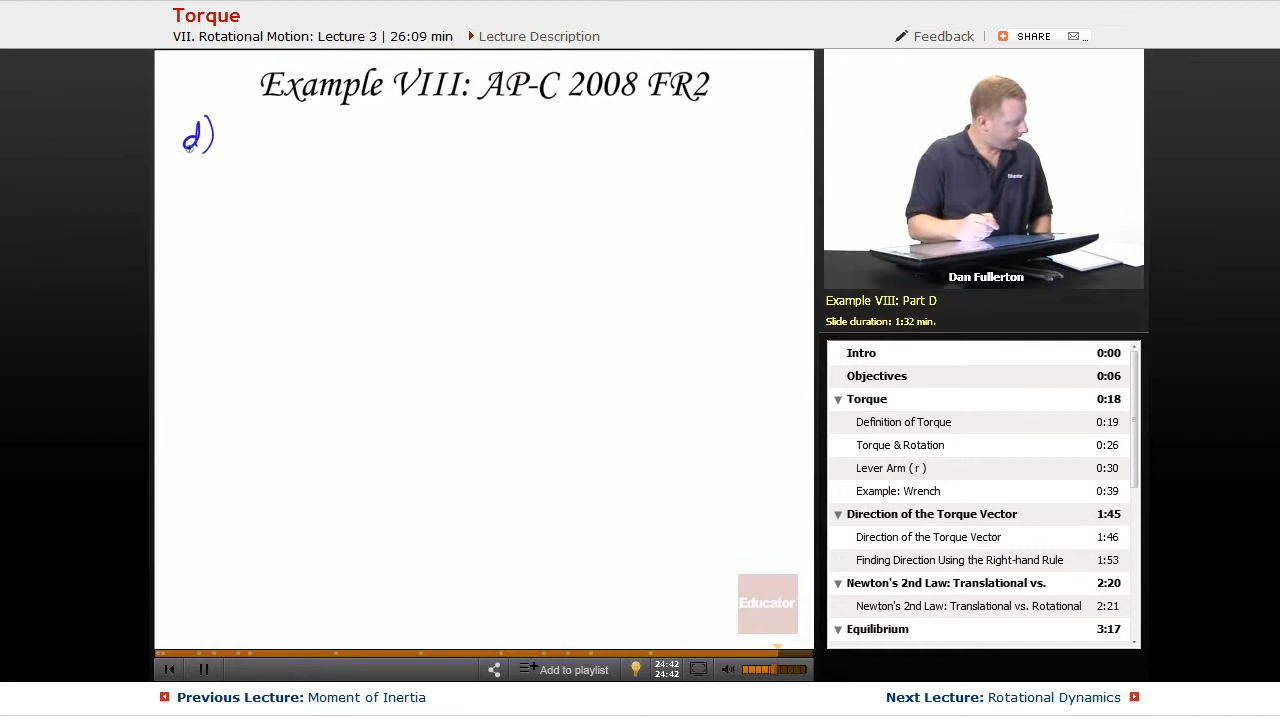 Torque
VII. Rotational Motion: Lecture 3 | 26:09 min
Lecture Description
Feedback
SHARE
Example VIII: AP-C 2008 FR2
d)
Educator
Dan Fullerton
Example VIII: Part D
Slide duration: 1:32 min.
Intro 0:00
Objectives 0:06
Torque 0:18
Definition of Torque 0:19
Torque & Rotation 0:26
Lever Arm ( r ) 0:30
Example: Wrench 0:39
Direction of the Torque Vector 1:45
Direction of the Torque Vector 1:46
Finding Direction Using the Right-hand Rule 1:53
Newton's 2nd Law: Translational vs. 2:20
Newton's 2nd Law: Translational vs. Rotational 2:21
Equilibrium 3:17
Educator
Add to playlist
24:42
24:42
Previous Lecture: Moment of Inertia
Next Lecture: Rotational Dynamics